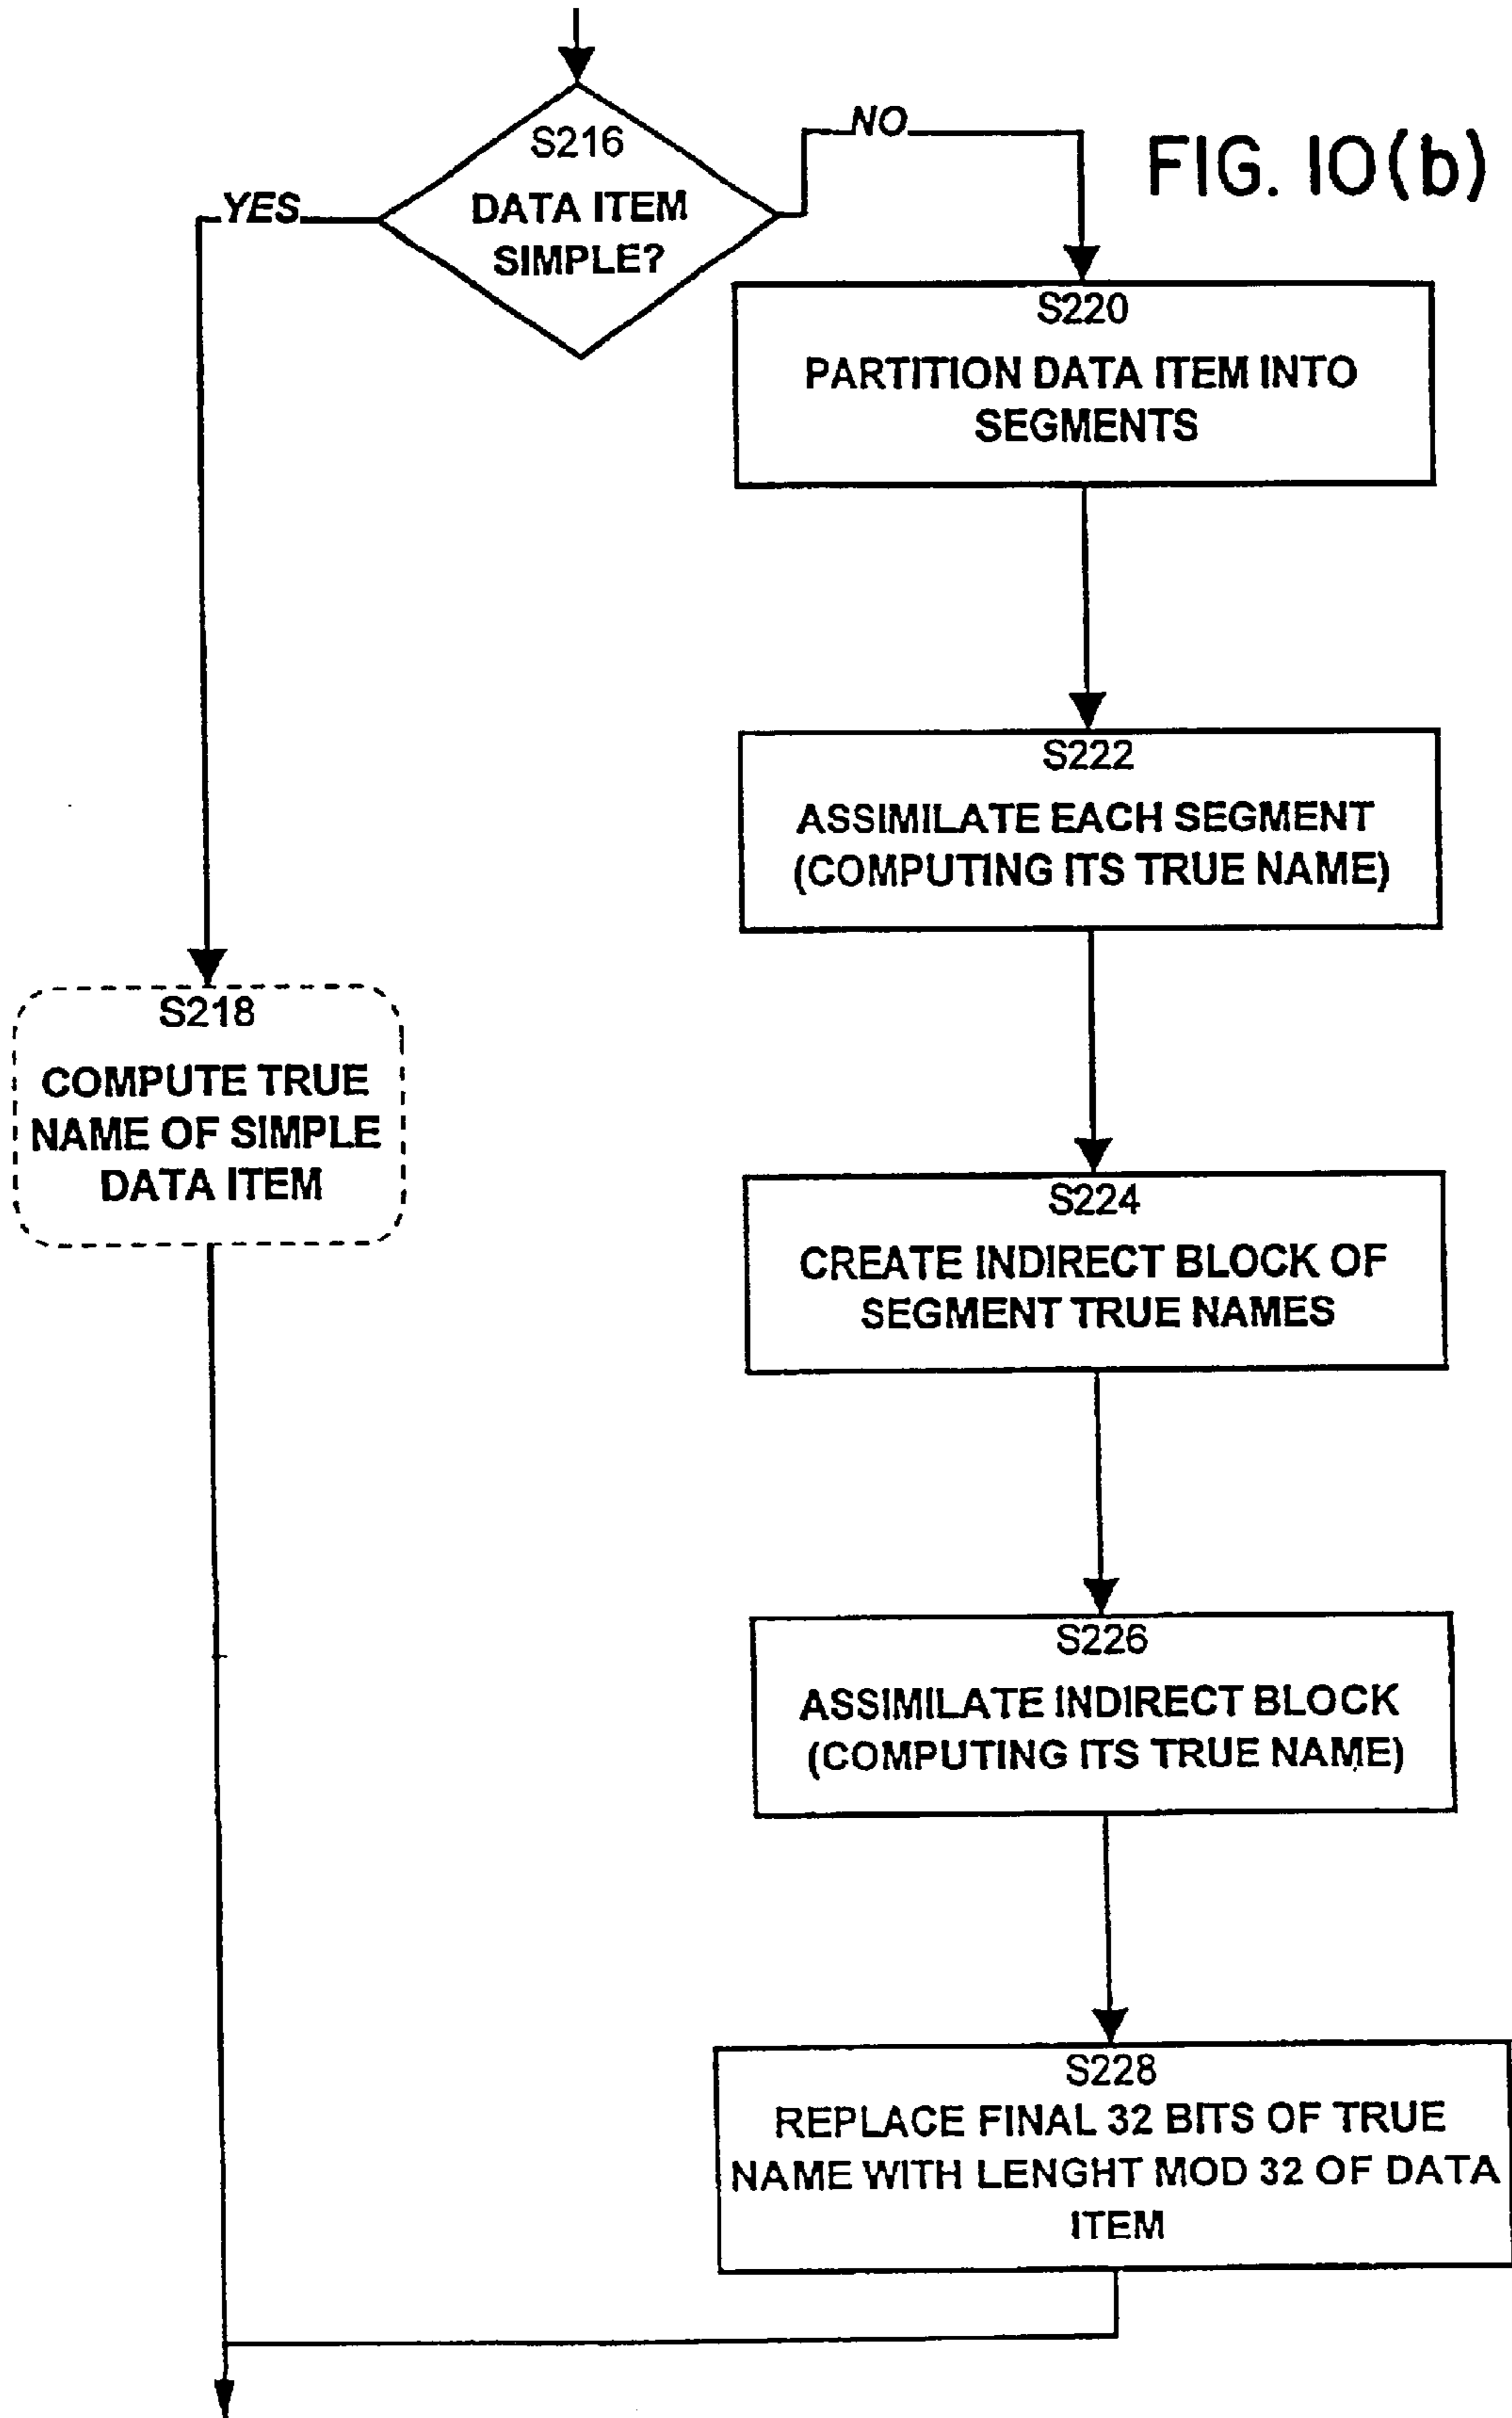 FIG. 10(b)
S216
DATA ITEM
SIMPLE?
YES
NO
S220
PARTITION DATA ITEM INTO
SEGMENTS
S222
ASSIMILATE EACH SEGMENT
(COMPUTING ITS TRUE NAME)
S218
COMPUTE TRUE
NAME OF SIMPLE
DATA ITEM
S224
CREATE INDIRECT BLOCK OF
SEGMENT TRUE NAMES
S226
ASSIMILATE INDIRECT BLOCK
(COMPUTING ITS TRUE NAME)
S228
REPLACE FINAL 32 BITS OF TRUE
NAME WITH LENGHT MOD 32 OF DATA
ITEM